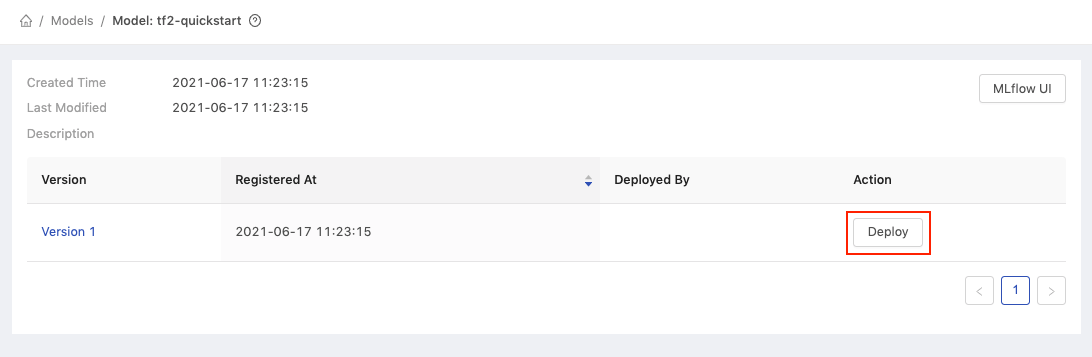 / Models / Model: tf2-quickstart ?
Created Time 2021-06-17 11:23:15
MLflow UI
Last Modified 2021-06-17 11:23:15
Description
Version Registered At Deployed By Action
Version 1 2021-06-17 11:23:15 Deploy
< 1 >